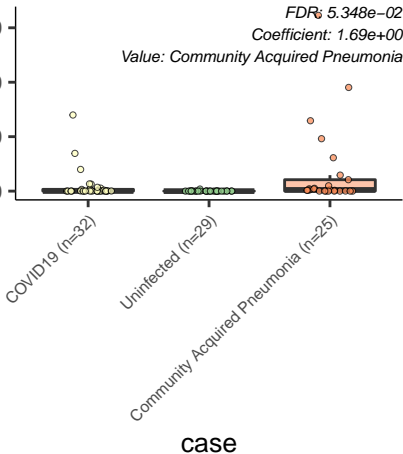 FDR: 5.348e−02
Coefficient: 1.69e+00
Value: Community Acquired Pneumonia
COVID19 (n=32)
Uninfected (n=29)
Community Acquired Pneumonia (n=25)
case